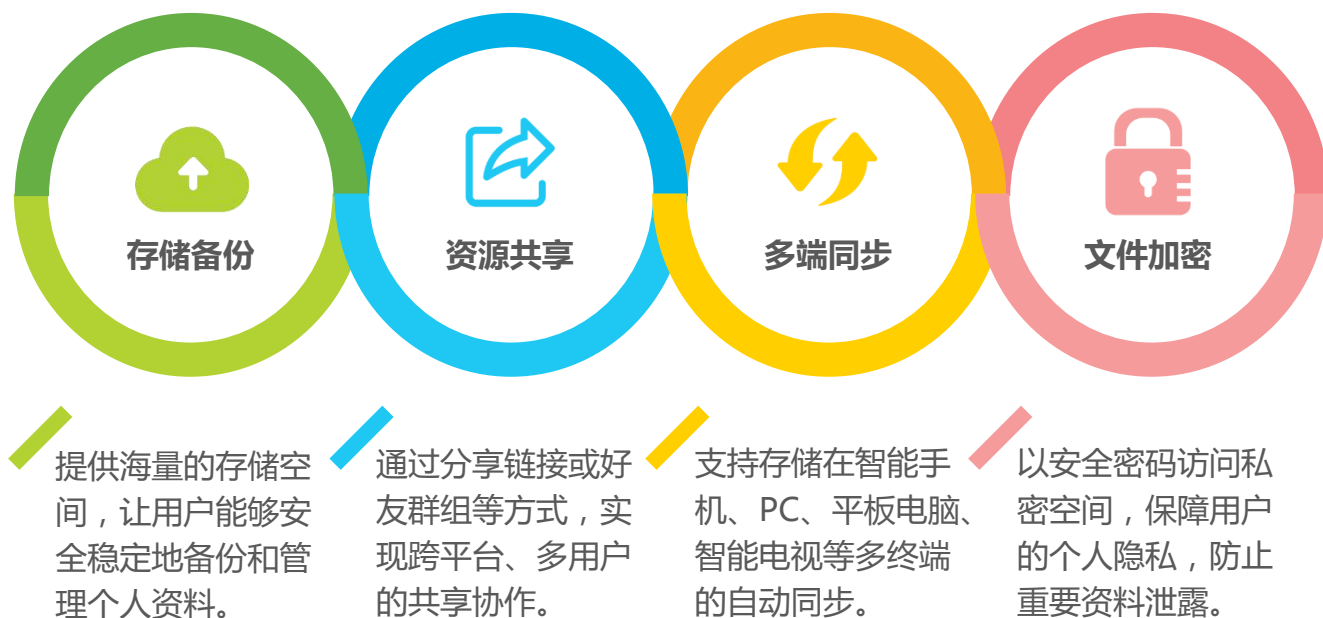 存储备份
资源共享
多端同步
文件加密
提供海量的存储空
间，让用户能够安
全稳定地备份和管
理个人资料。
通过分享链接或好
友群组等方式，实
现跨平台、多用户
的共享协作。
支持存储在智能手
机、PC、平板电脑、
智能电视等多终端
的自动同步。
以安全密码访问私
密空间，保障用户
的个人隐私，防止
重要资料泄露。